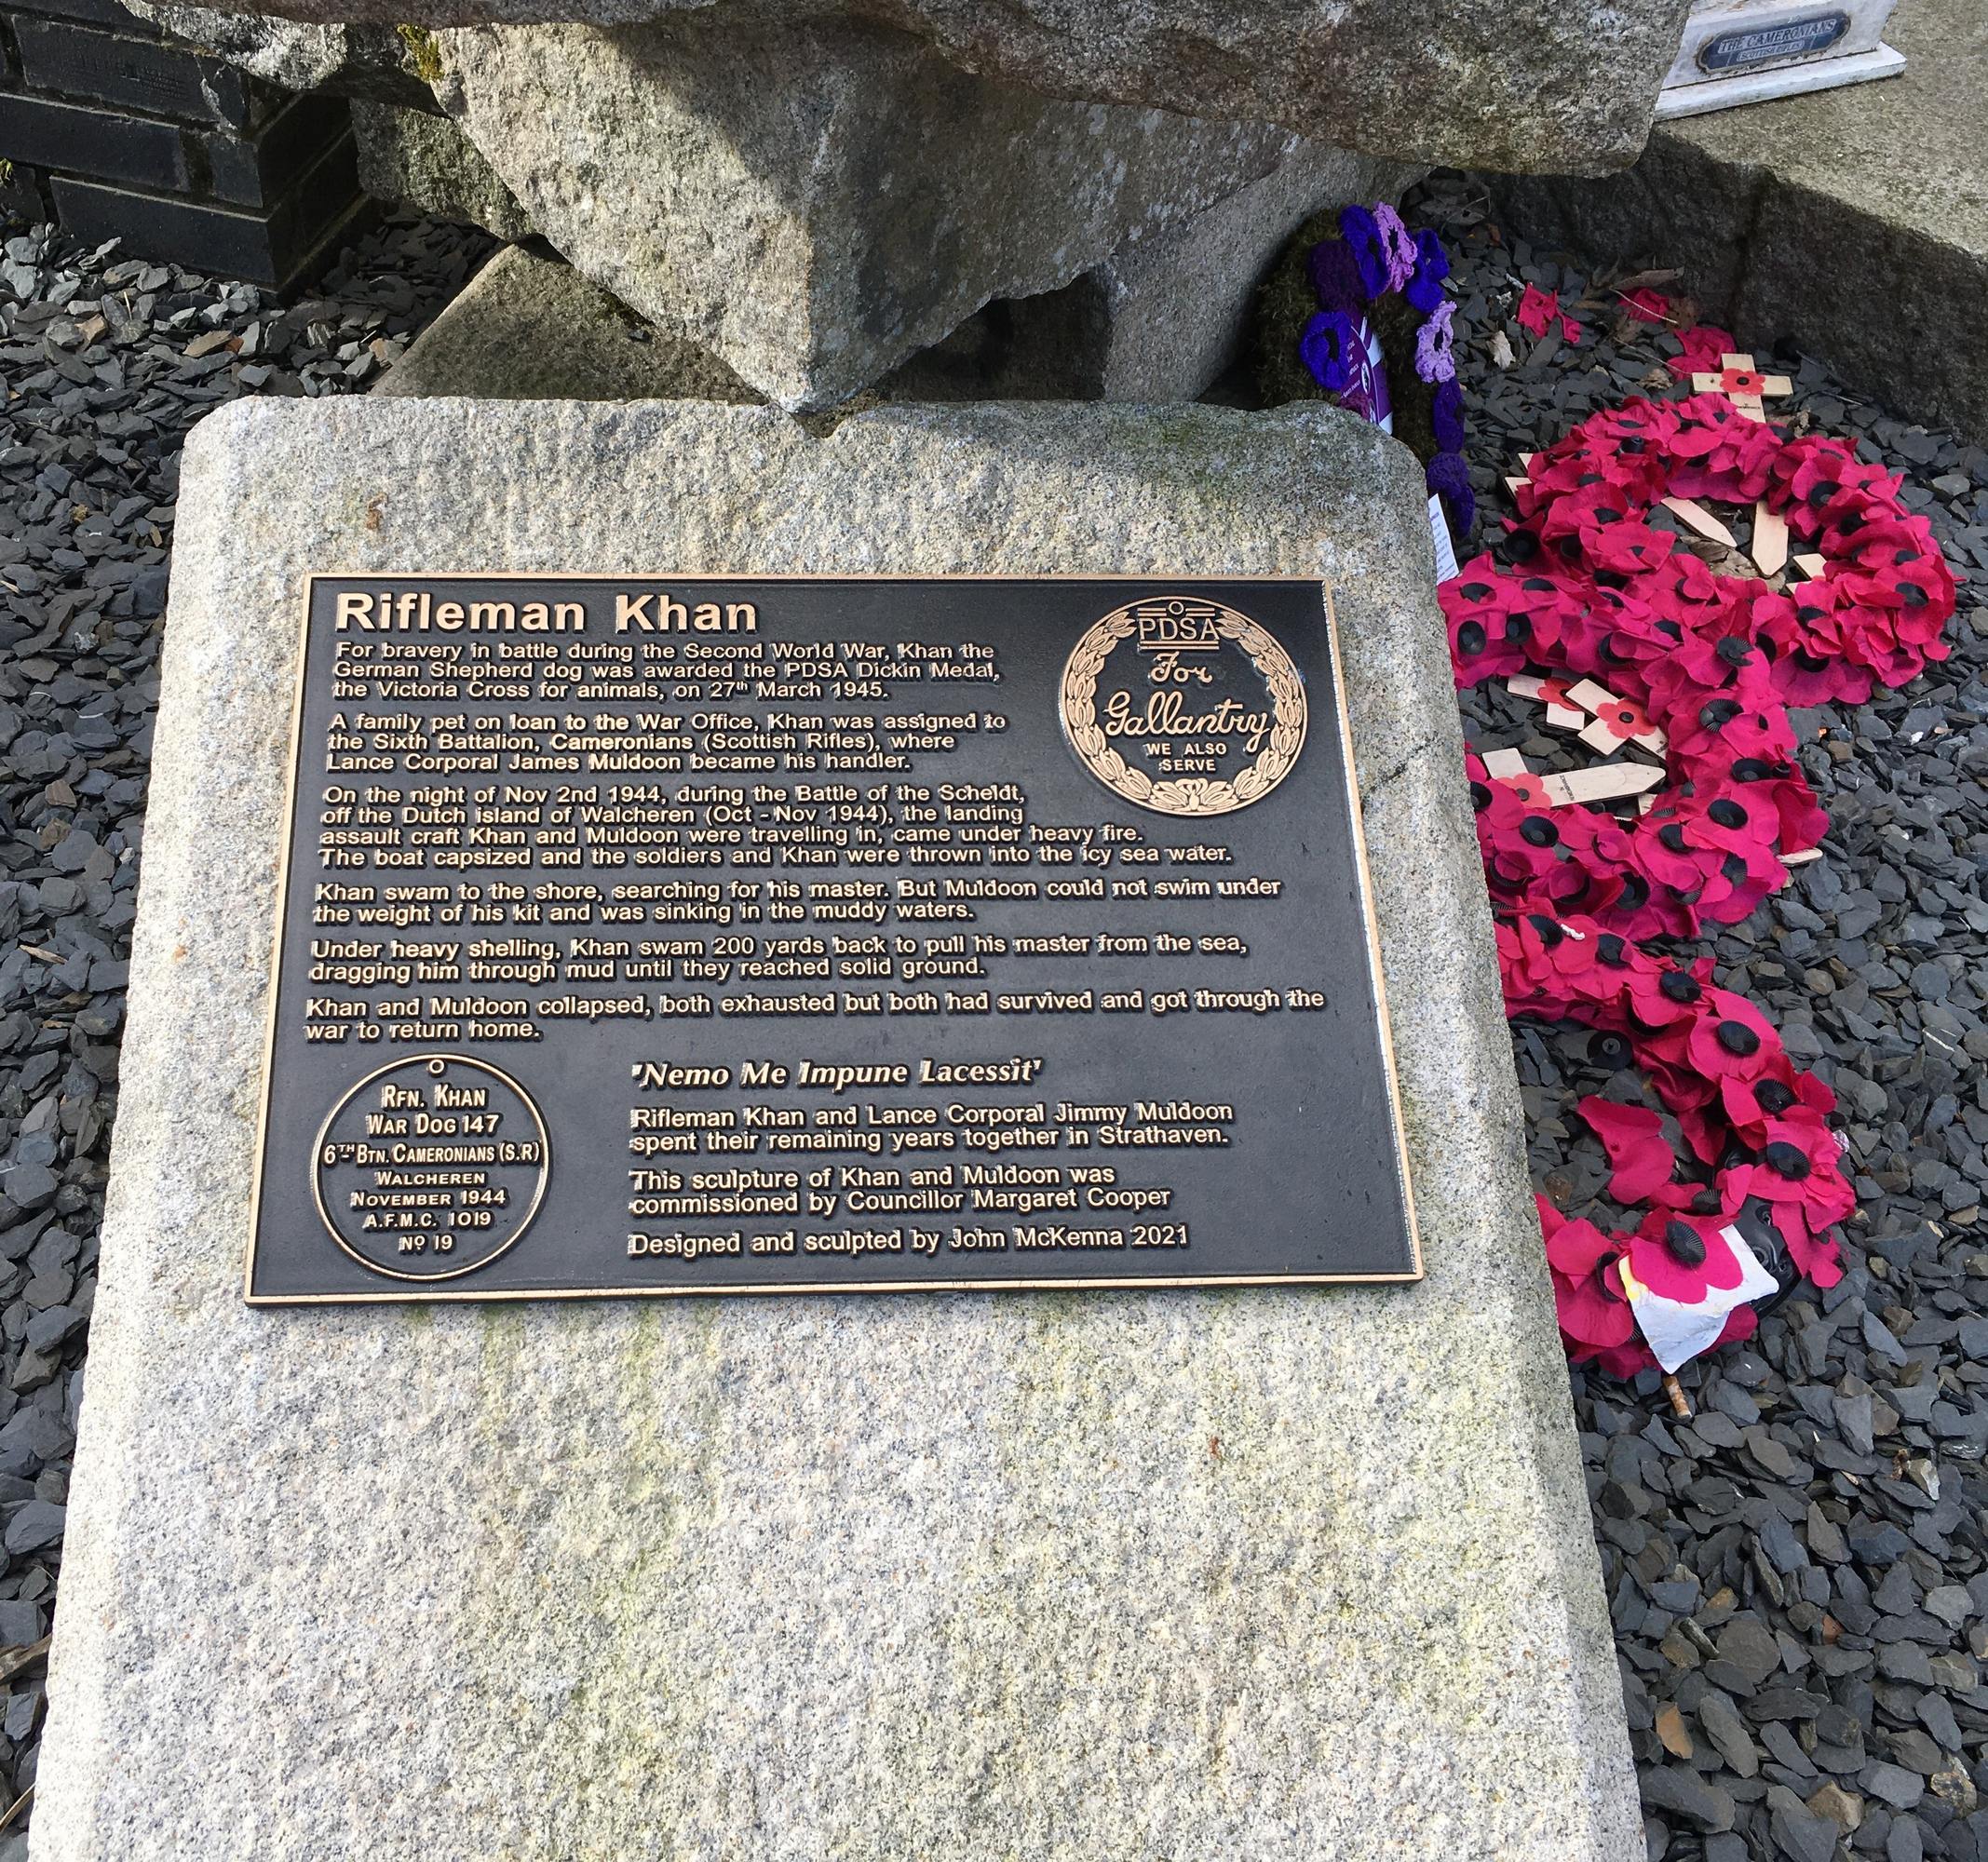 THE CAMERONIANS
SCOTTISH RIFLES
Rifleman Khan
For bravery in battle during the Second World War, Khan the
German Shepherd dog was awarded the PDSA Dickin Medal,
the Victoria Cross for animals, on 27th March 1945.
A family pet on loan to the War Office, Khan was assigned to
the Sixth Battalion, Cameronians (Scottish Rifles), where
Lance Corporal James Muldoon became his handler.
On the night of Nov 2nd 1944, during the Battle of the Scheldt,
off the Dutch island of Walcheren (Oct - Nov 1944), the landing
assault craft Khan and Muldoon were travelling in, came under heavy fire.
The boat capsized and the soldiers and Khan were thrown into the icy sea water.
Khan swam to the shore, searching for his master. But Muldoon could not swim under
the weight of his kit and was sinking in the muddy waters.
Under heavy shelling, Khan swam 200 yards back to pull his master from the sea,
dragging him through mud until they reached solid ground.
Khan and Muldoon collapsed, both exhausted but both had survived and got through the
war to return home.
PDSA
For
Gallantry
WE ALSO
SERVE
RFN. KHAN
WAR DOG 147
6TH BTN. CAMERONIANS (S.R)
WALCHEREN
NOVEMBER 1944
A.F.M.C. 1019
Nº 19
'Nemo Me Impune Lacessit'
Rifleman Khan and Lance Corporal Jimmy Muldoon
spent their remaining years together in Strathaven.
This sculpture of Khan and Muldoon was
commissioned by Councillor Margaret Cooper
Designed and sculpted by John McKenna 2021